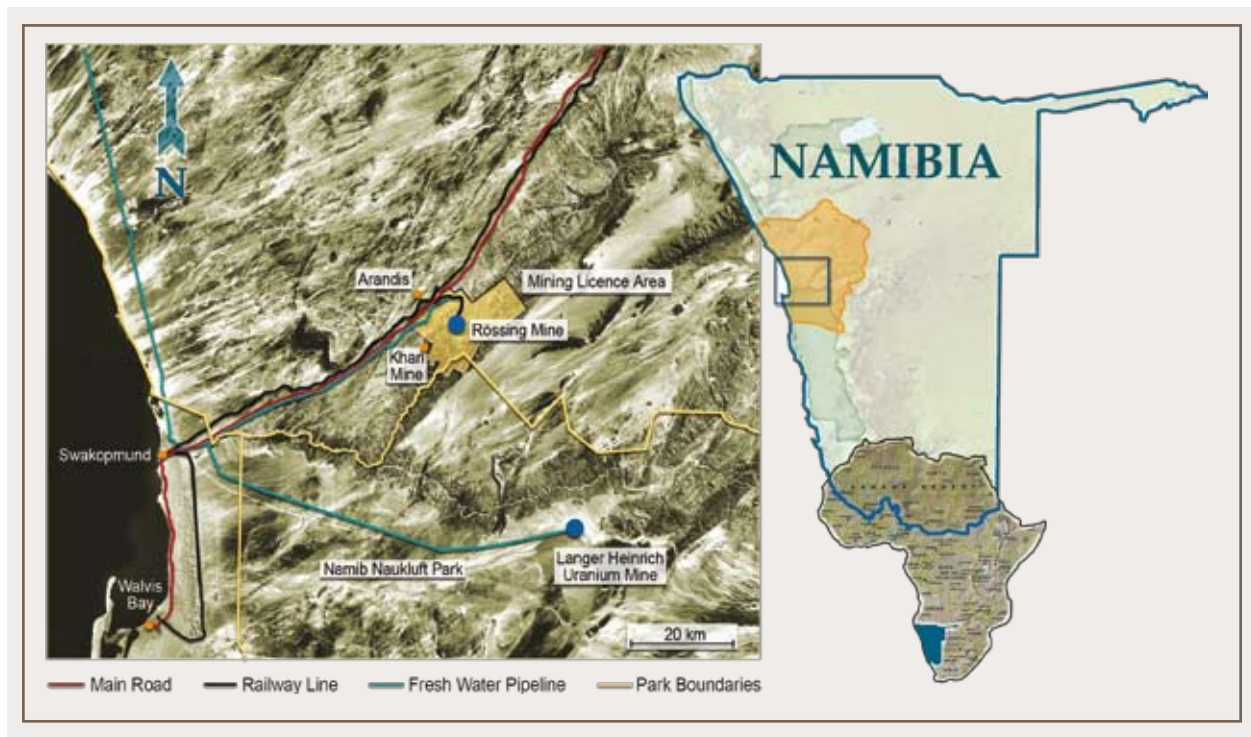 N
NAMIBIA
Arandis
Mining Licence Area
Rössing Mine
Khan
Mine
Swakopmund
Langer Heinrich
Uranium Mine
Namib Naukluft Park
Walvis
Bay
20 km
Main Road
Railway Line
Fresh Water Pipeline
Park Boundaries